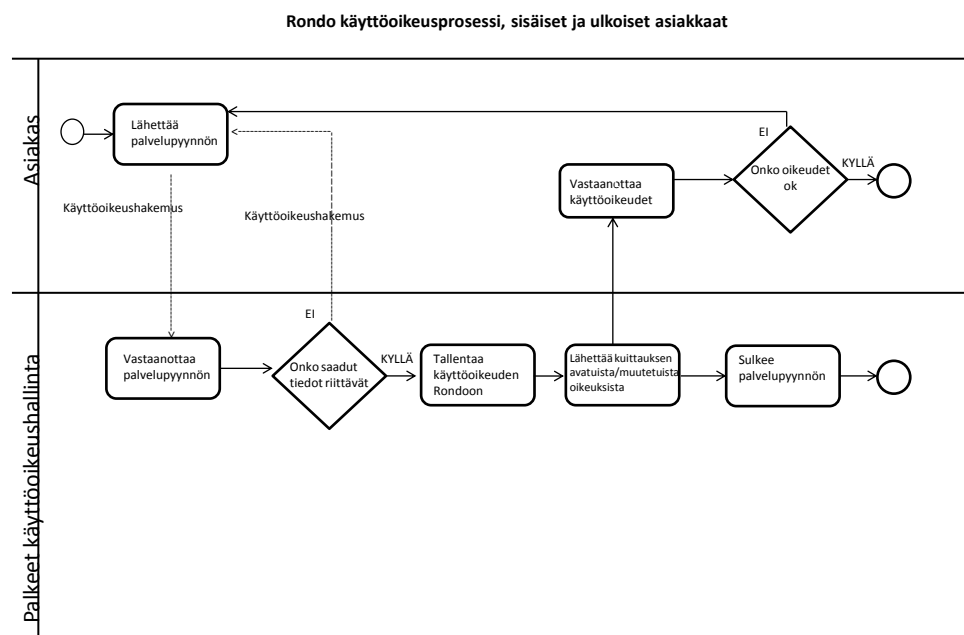 Rondo käyttöoikeusprosessi, sisäiset ja ulkoiset asiakkaat
Asiakas
Lähettää
palvelupyynnön
EI
Onko oikeudet
ok
KYLLÄ
Vastaanottaa
käyttöoikeudet
Käyttöoikeushakemus
Käyttöoikeushakemus
Palkeet käyttöoikeushallinta
EI
Vastaanottaa
palvelupyynnön
Onko saadut
tiedot riittävät
KYLLÄ
Tallentaa
käyttöoikeuden
Rondoon
Lähettää kuittauksen
avatuista/muutetuista
oikeuksista
Sulkee
palvelupyynnön